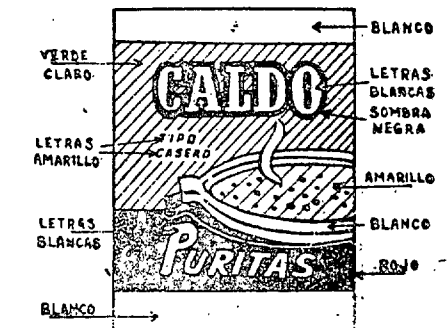 BLANCO
VERDE
CLARO
CALDO
LETRAS
BLANCAS
SOMBRA
NEGRA
TIPO
CASERO
LETRAS
AMARILLO
AMARILLO
LETRAS
BLANCAS
BLANCO
PURITAS
ROJO
BLANCO